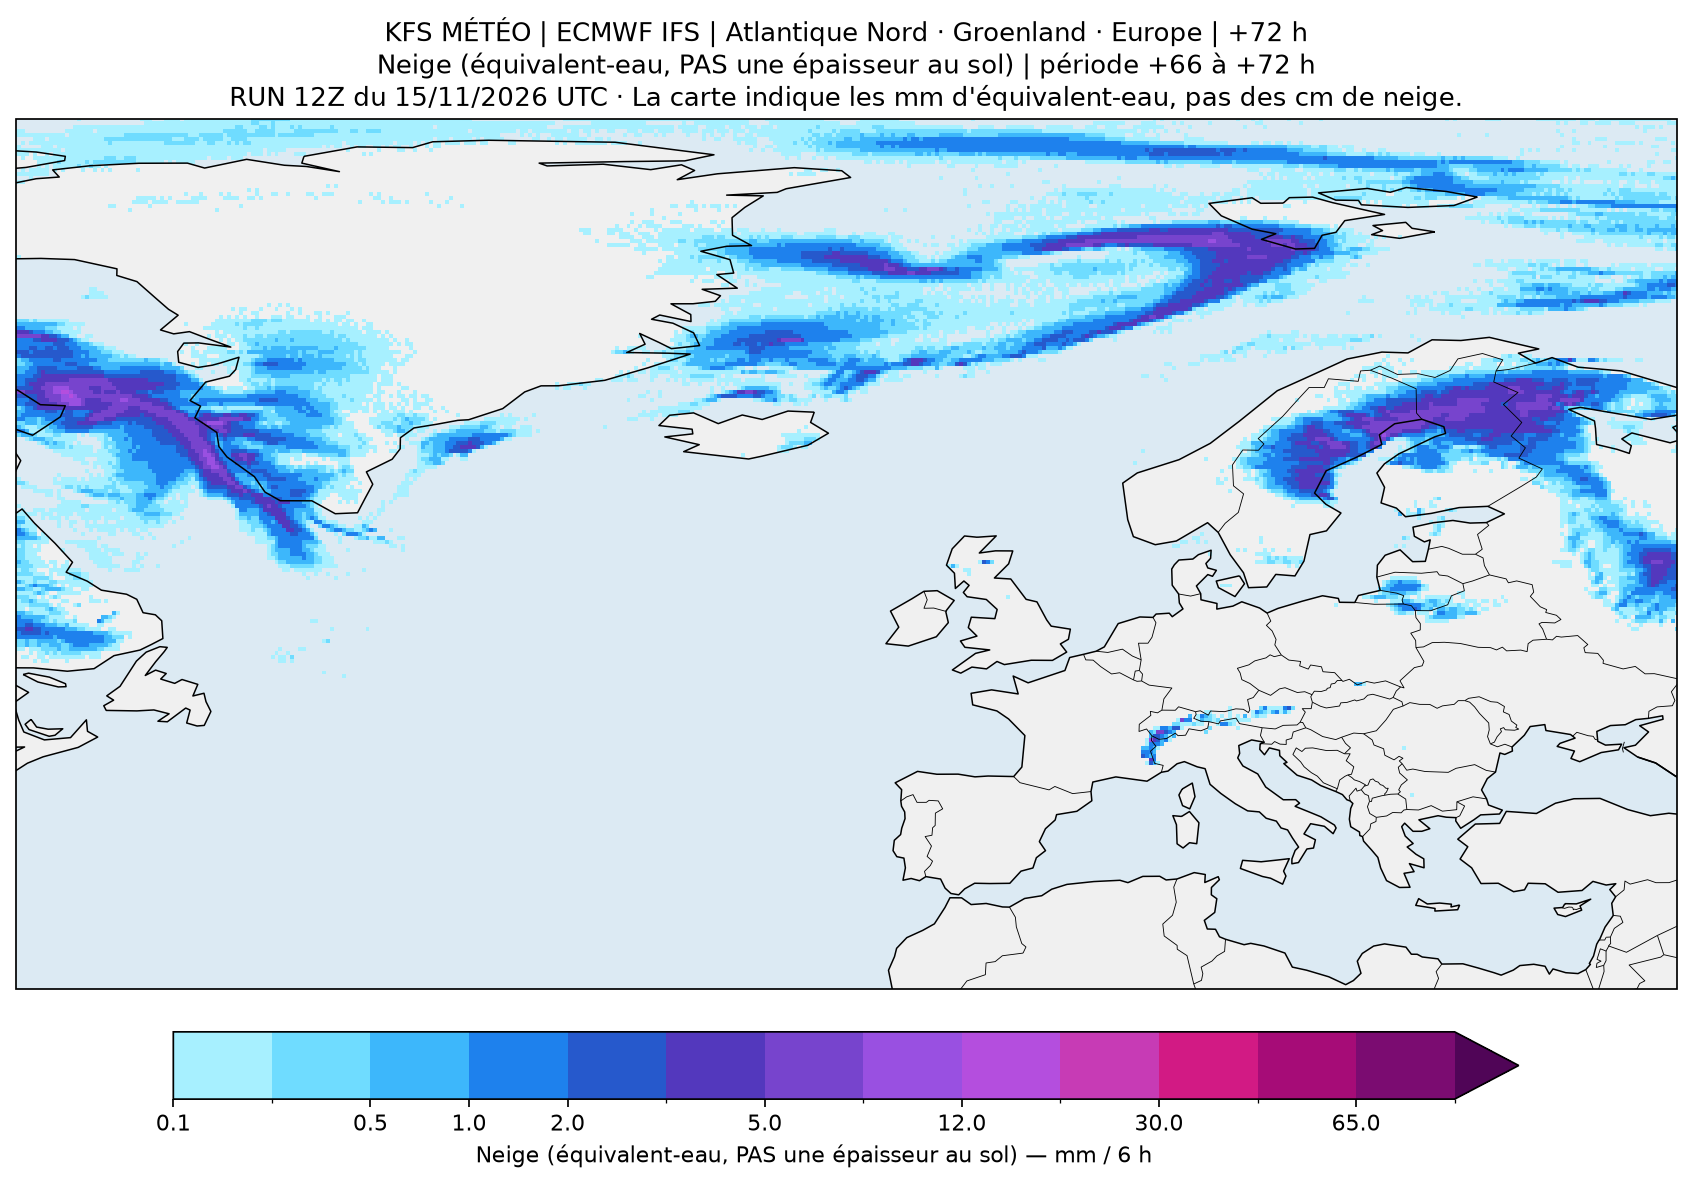 KFS MÉTÉO | ECMWF IFS | Atlantique Nord · Groenland · Europe | +72 h
Neige (équivalent-eau, PAS une épaisseur au sol) | période +66 à +72 h
RUN 12Z du 15/11/2026 UTC · La carte indique les mm d'équivalent-eau, pas des cm de neige.
0.1 0.5 1.0 2.0 5.0 12.0 30.0 65.0
Neige (équivalent-eau, PAS une épaisseur au sol) — mm / 6 h